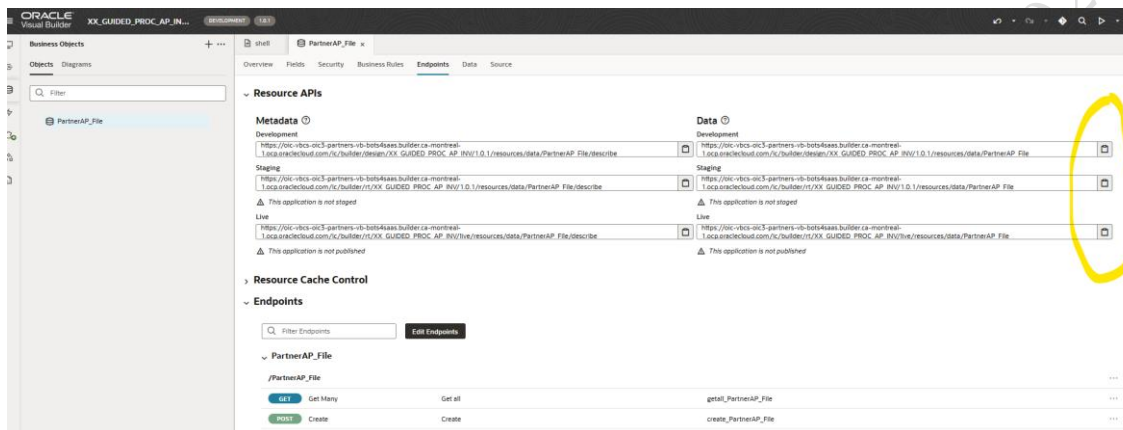 ORACLE
Visual Builder
XX_GUIDED_PROC_AP_IN...
DEVELOPMENT
1.0.1
Business Objects
shell
PartnerAP_File x
Objects Diagrams
Overview Fields Security Business Rules Endpoints Data Source
Filter
PartnerAP_File
Resource APIs
Metadata
Data
Development
https://oic-vbcs-oic3-partners-vb-bots4saas.builder.ca-montreal-
1.ocp.oraclecloud.com/ic/builder/design/XX_GUIDED_PROC_AP_INV/1.0.1/resources/data/PartnerAP_File/describe
Development
https://oic-vbcs-oic3-partners-vb-bots4saas.builder.ca-montreal-
1.ocp.oraclecloud.com/ic/builder/design/XX_GUIDED_PROC_AP_INV/1.0.1/resources/data/PartnerAP_File
Staging
https://oic-vbcs-oic3-partners-vb-bots4saas.builder.ca-montreal-
1.ocp.oraclecloud.com/ic/builder/rt/XX_GUIDED_PROC_AP_INV/1.0.1/resources/data/PartnerAP_File/describe
This application is not staged
Staging
https://oic-vbcs-oic3-partners-vb-bots4saas.builder.ca-montreal-
1.ocp.oraclecloud.com/ic/builder/rt/XX_GUIDED_PROC_AP_INV/1.0.1/resources/data/PartnerAP_File
This application is not staged
Live
https://oic-vbcs-oic3-partners-vb-bots4saas.builder.ca-montreal-
1.ocp.oraclecloud.com/ic/builder/rt/XX_GUIDED_PROC_AP_INV/live/resources/data/PartnerAP_File/describe
This application is not published
Live
https://oic-vbcs-oic3-partners-vb-bots4saas.builder.ca-montreal-
1.ocp.oraclecloud.com/ic/builder/rt/XX_GUIDED_PROC_AP_INV/live/resources/data/PartnerAP_File
This application is not published
Resource Cache Control
Endpoints
Filter Endpoints
Edit Endpoints
PartnerAP_File
/PartnerAP_File
GET Get Many Get all getall_PartnerAP_File
POST Create Create create_PartnerAP_File